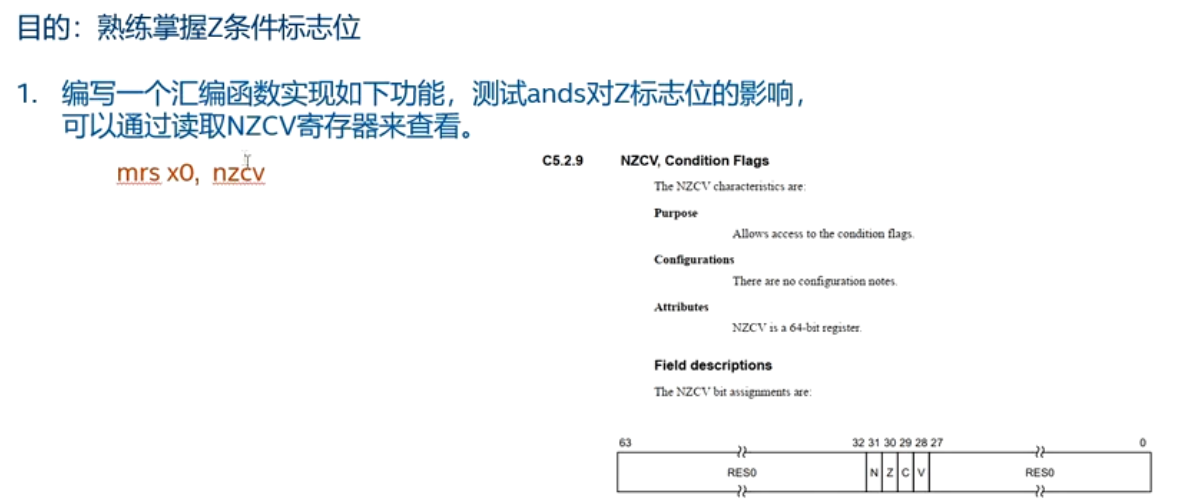 目的：熟练掌握Z条件标志位
1. 编写一个汇编函数实现如下功能，测试ands对Z标志位的影响，
可以通过读取NZCV寄存器来查看。
mrs x0, nzcv
C5.2.9 NZCV, Condition Flags
The NZCV characteristics are:
Purpose
Allows access to the condition flags.
Configurations
There are no configuration notes.
Attributes
NZCV is a 64-bit register.
Field descriptions
The NZCV bit assignments are:
63 32 31 30 29 28 27 0
RES0 N Z C V RES0